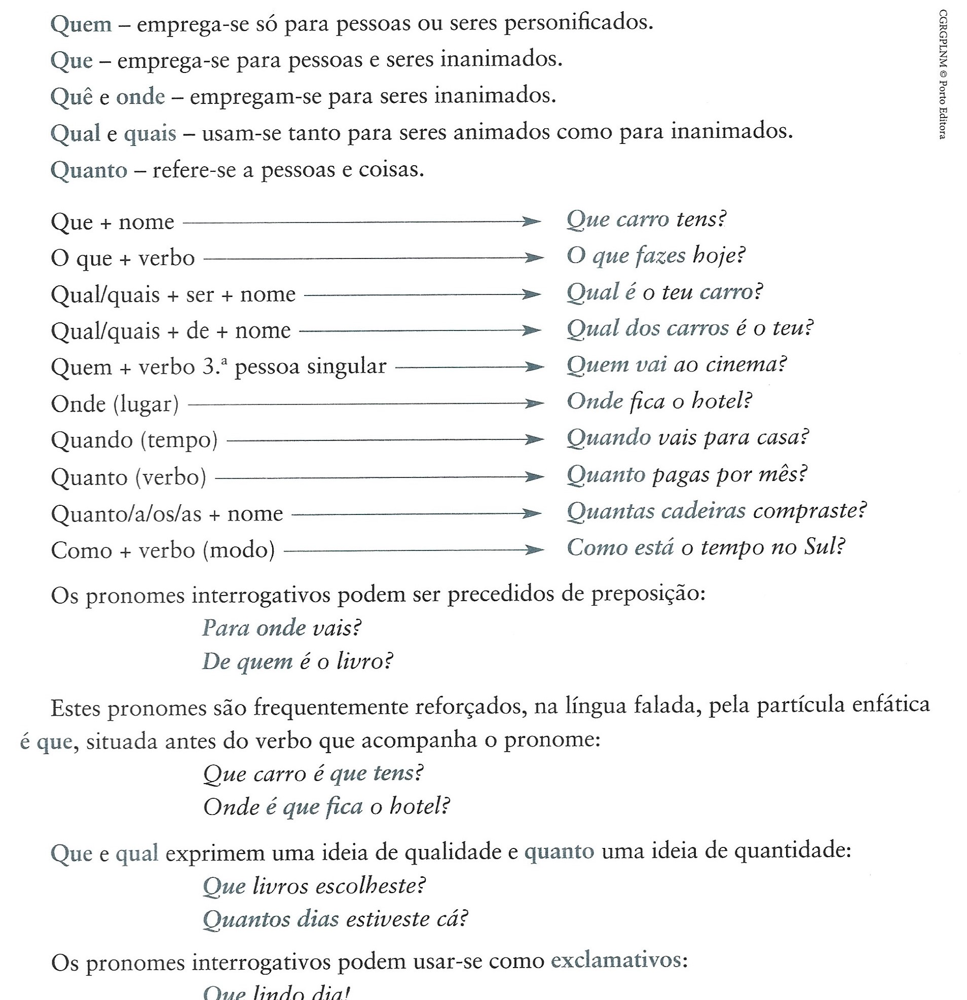 Quem – emprega-se só para pessoas ou seres personificados.
Que – emprega-se para pessoas e seres inanimados.
Quê e onde – empregam-se para seres inanimados.
Qual e quais – usam-se tanto para seres animados como para inanimados.
Quanto – refere-se a pessoas e coisas.
Que + nome Que carro tens?
O que + verbo O que fazes hoje?
Qual/quais + ser + nome Qual é o teu carro?
Qual/quais + de + nome Qual dos carros é o teu?
Quem + verbo 3.ª pessoa singular Quem vai ao cinema?
Onde (lugar) Onde fica o hotel?
Quando (tempo) Quando vais para casa?
Quanto (verbo) Quanto pagas por mês?
Quanto/a/os/as + nome Quantas cadeiras compraste?
Como + verbo (modo) Como está o tempo no Sul?
Os pronomes interrogativos podem ser precedidos de preposição:
Para onde vais?
De quem é o livro?
Estes pronomes são frequentemente reforçados, na língua falada, pela partícula enfática
é que, situada antes do verbo que acompanha o pronome:
Que carro é que tens?
Onde é que fica o hotel?
Que e qual exprimem uma ideia de qualidade e quanto uma ideia de quantidade:
Que livros escolheste?
Quantos dias estiveste cá?
Os pronomes interrogativos podem usar-se como exclamativos:
Que lindo dia!
CGRGPLNM © Porto Editora